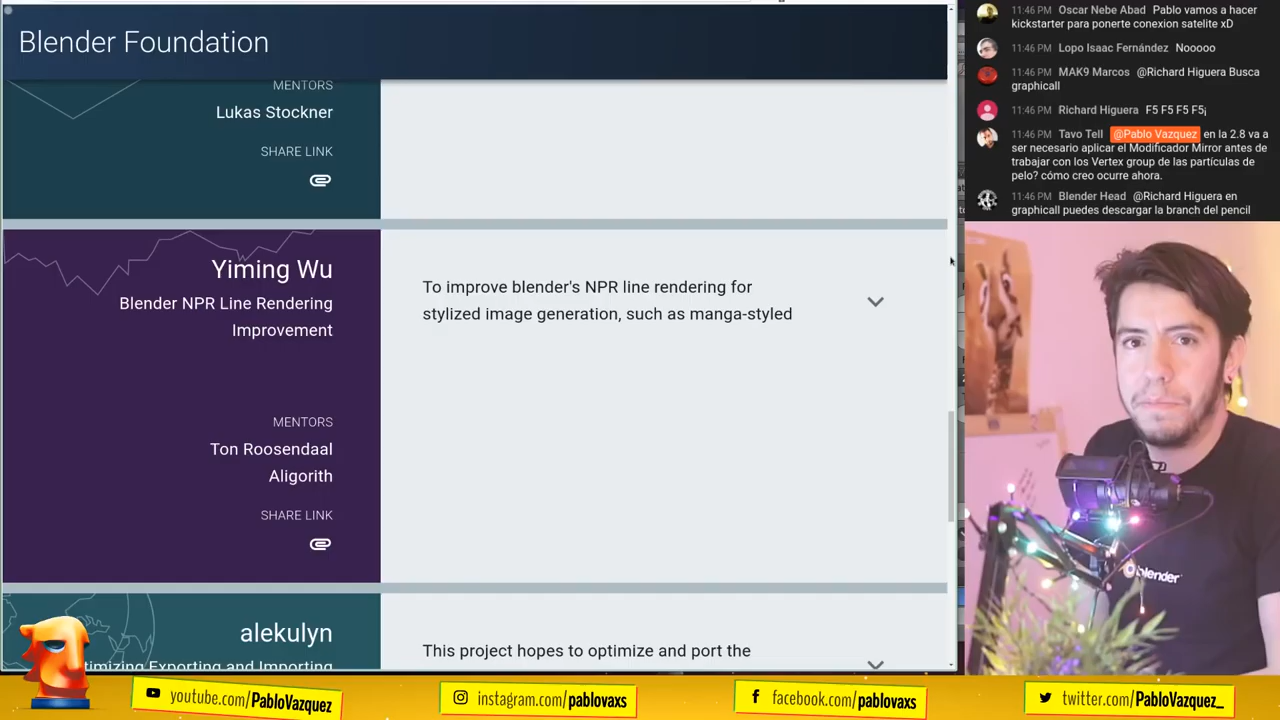 Blender Foundation
MENTORS
Lukas Stockner
SHARE LINK
Yiming Wu
Blender NPR Line Rendering
Improvement
MENTORS
Ton Roosendaal
Aligorith
SHARE LINK
To improve blender's NPR line rendering for
stylized image generation, such as manga-styled
alekulyn
timizing Exporting and Importing
This project hopes to optimize and port the
11:46 PM Oscar Nebe Abad Pablo vamos a hacer
kickstarter para ponerte conexion satelite xD
11:46 PM Lopo Isaac Fernández Nooooo
11:46 PM MAK9 Marcos @Richard Higuera Busca
graphicall
11:46 PM Richard Higuera F5 F5 F5 F5¡
11:46 PM Tavo Tell @Pablo Vazquez en la 2.8 va a
ser necesario aplicar el Modificador Mirror antes de
trabajar con los Vertex group de las partículas de
pelo? cómo creo ocurre ahora.
11:46 PM Blender Head @Richard Higuera en
graphicall puedes descargar la branch del pencil
blender
youtube.com/PabloVazquez
instagram.com/pablovaxs
facebook.com/pablovaxs
twitter.com/PabloVazquez_